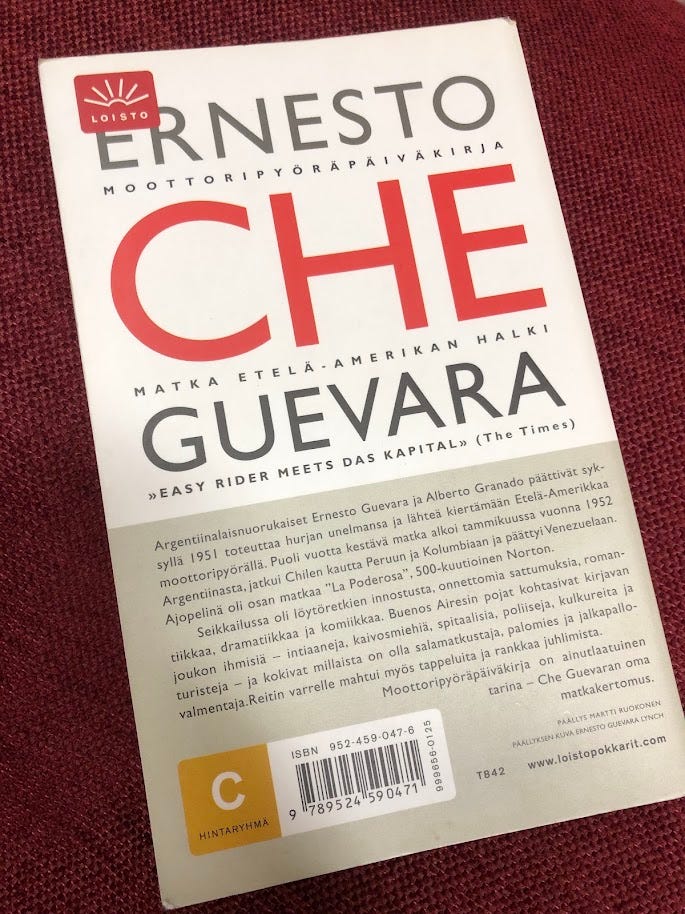 LOISTO
ERNESTO
MOOTTORIPYÖRÄPÄIVÄKIRJA
CHE
MATKA ETELÄ-AMERIKAN HALKI
GUEVARA
»EASY RIDER MEETS DAS KAPITAL» (The Times)
Argentiinalaisnuorukaiset Ernesto Guevara ja Alberto Granado päättivät syk-
syllä 1951 toteuttaa hurjan unelmansa ja lähteä kiertämään Etelä-Amerikkaa
moottoripyörällä. Puoli vuotta kestävä matka alkoi tammikuussa vuonna 1952
Argentiinasta, jatkui Chilen kautta Peruun ja Kolumbiaan ja päättyi Venezuelaan.
Ajopelinä oli osan matkaa "La Poderosa", 500-kuutioinen Norton.
Seikkailussa oli löytöretkien innostusta, onnettomia sattumuksia, roman-
tiikkaa, dramatiikkaa ja komiikkaa. Buenos Airesin pojat kohtasivat kirjavan
joukon ihmisiä – intiaaneja, kaivosmiehiä, spitaalisia, poliiseja, kulkureita ja
turisteja – ja kokivat millaista on olla salamatkustaja, palomies ja jalkapallo-
valmentaja.Reitin varrelle mahtui myös tappeluita ja rankkaa juhlimista.
Moottoripyöräpäiväkirja on ainutlaatuinen
tarina – Che Guevaran oma
matkakertomus.
PÄÄLLYS MARTTI RUOKONEN
PÄÄLLYKSEN KUVA ERNESTO GUEVARA LYNCH
T842 www.loistopokkarit.com
C
HINTARYHMÄ
ISBN 952-459-047-6
9 789524 590471
999656-0125